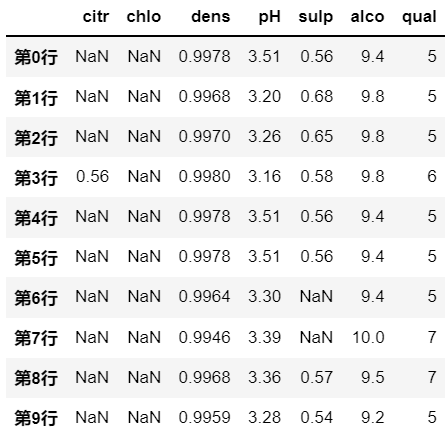 citr chlo dens pH sulp alco qual
第0行 NaN NaN 0.9978 3.51 0.56 9.4 5
第1行 NaN NaN 0.9968 3.20 0.68 9.8 5
第2行 NaN NaN 0.9970 3.26 0.65 9.8 5
第3行 0.56 NaN 0.9980 3.16 0.58 9.8 6
第4行 NaN NaN 0.9978 3.51 0.56 9.4 5
第5行 NaN NaN 0.9978 3.51 0.56 9.4 5
第6行 NaN NaN 0.9964 3.30 NaN 9.4 5
第7行 NaN NaN 0.9946 3.39 NaN 10.0 7
第8行 NaN NaN 0.9968 3.36 0.57 9.5 7
第9行 NaN NaN 0.9959 3.28 0.54 9.2 5